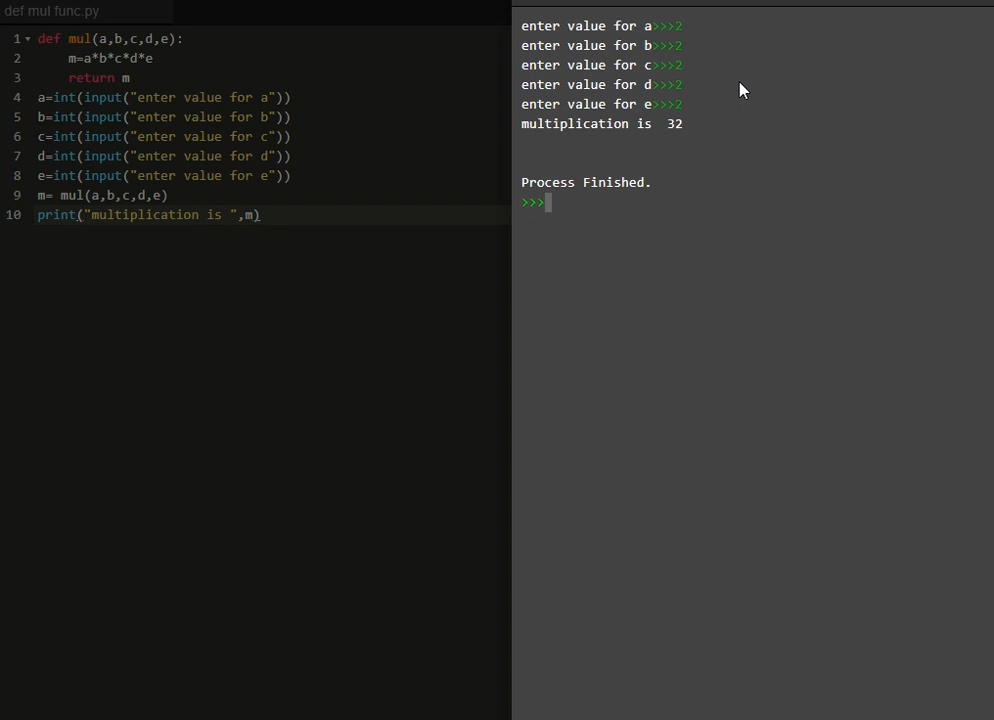 def mul func.py
1 def mul(a,b,c,d,e):
2     m=a*b*c*d*e
3     return m
4 a=int(input("enter value for a"))
5 b=int(input("enter value for b"))
6 c=int(input("enter value for c"))
7 d=int(input("enter value for d"))
8 e=int(input("enter value for e"))
9 m= mul(a,b,c,d,e)
10 print("multiplication is ",m)
enter value for a>>>2
enter value for b>>>2
enter value for c>>>2
enter value for d>>>2
enter value for e>>>2
multiplication is  32
Process Finished.
>>>